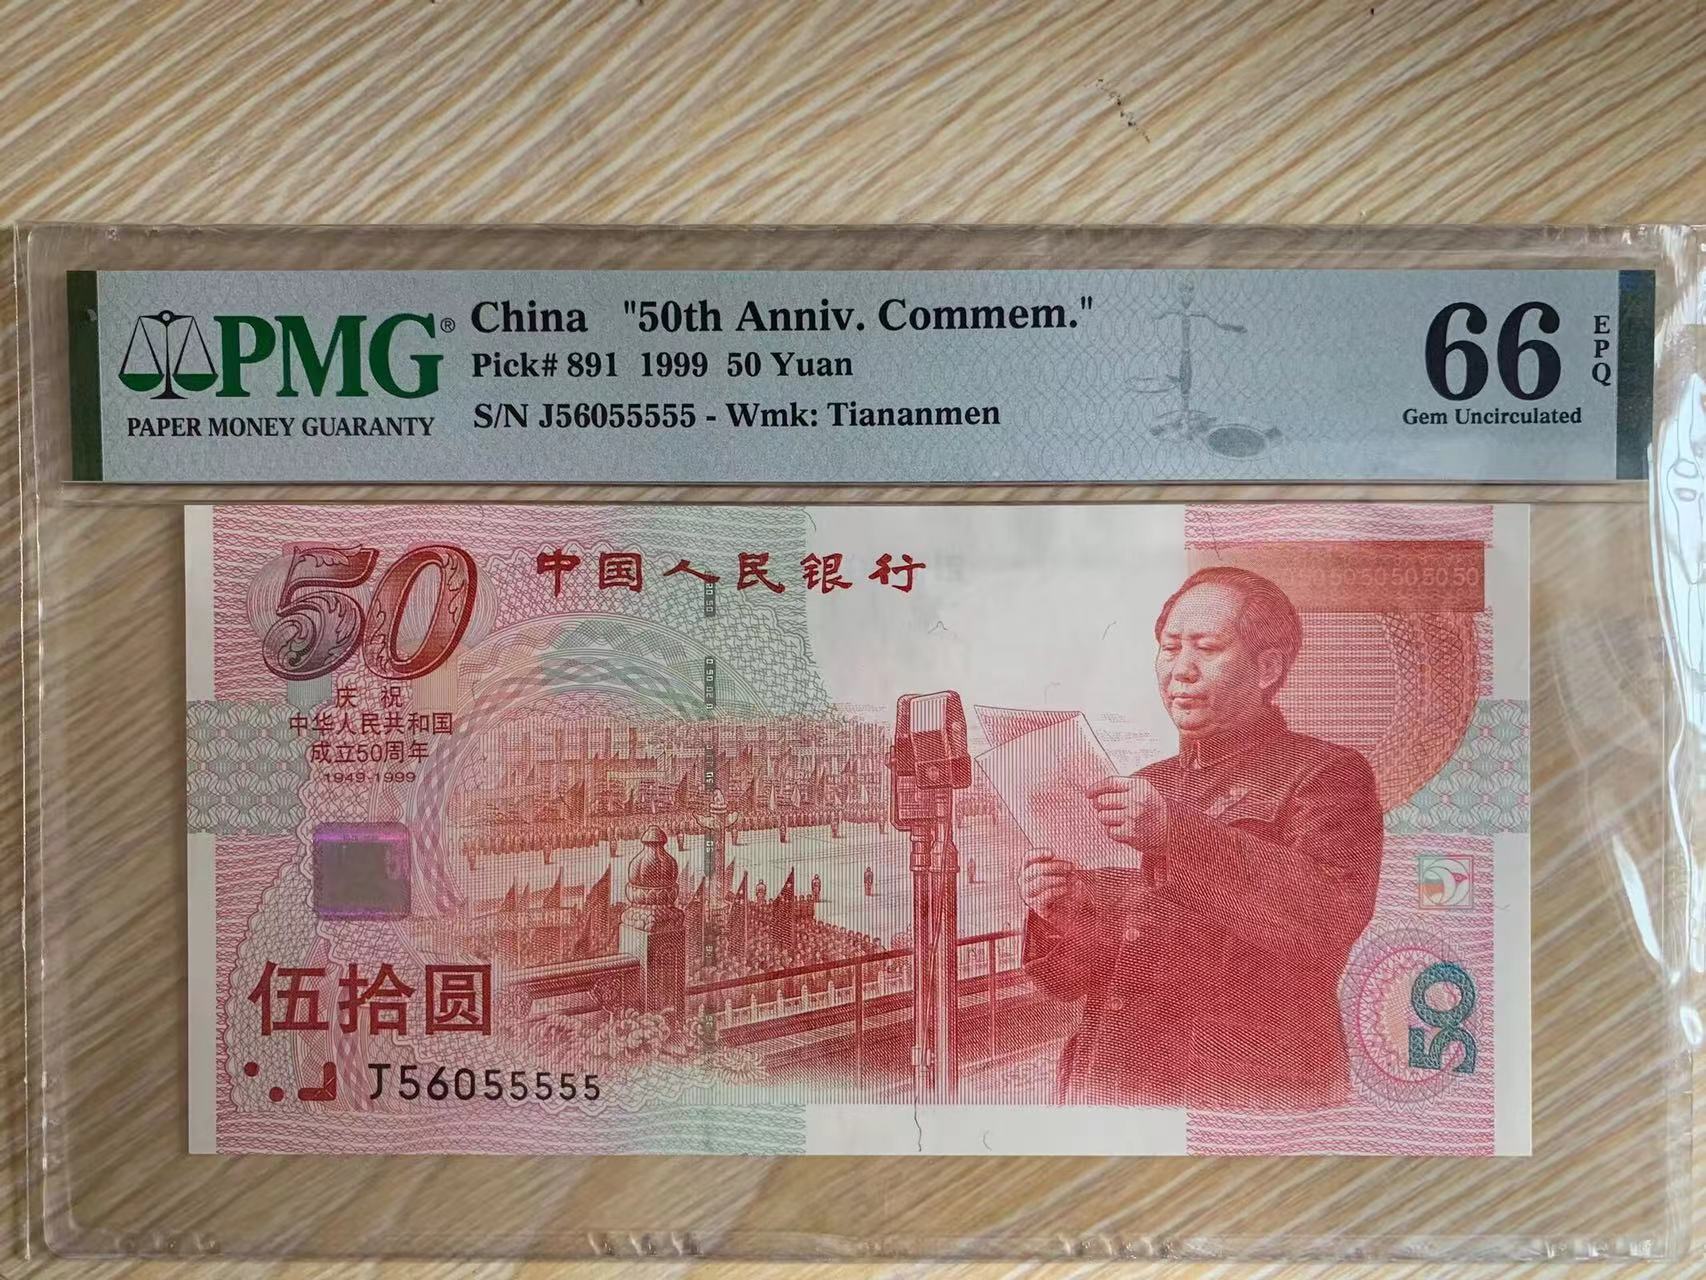 PMG®
PAPER MONEY GUARANTY
China "50th Anniv. Commem."
Pick# 891 1999 50 Yuan
S/N J56055555 - Wmk: Tiananmen
66
EPQ
Gem Uncirculated
50
中国人民银行
庆祝
中华人民共和国
成立50周年
1949-1999
50505050
伍拾圆
J56055555
50